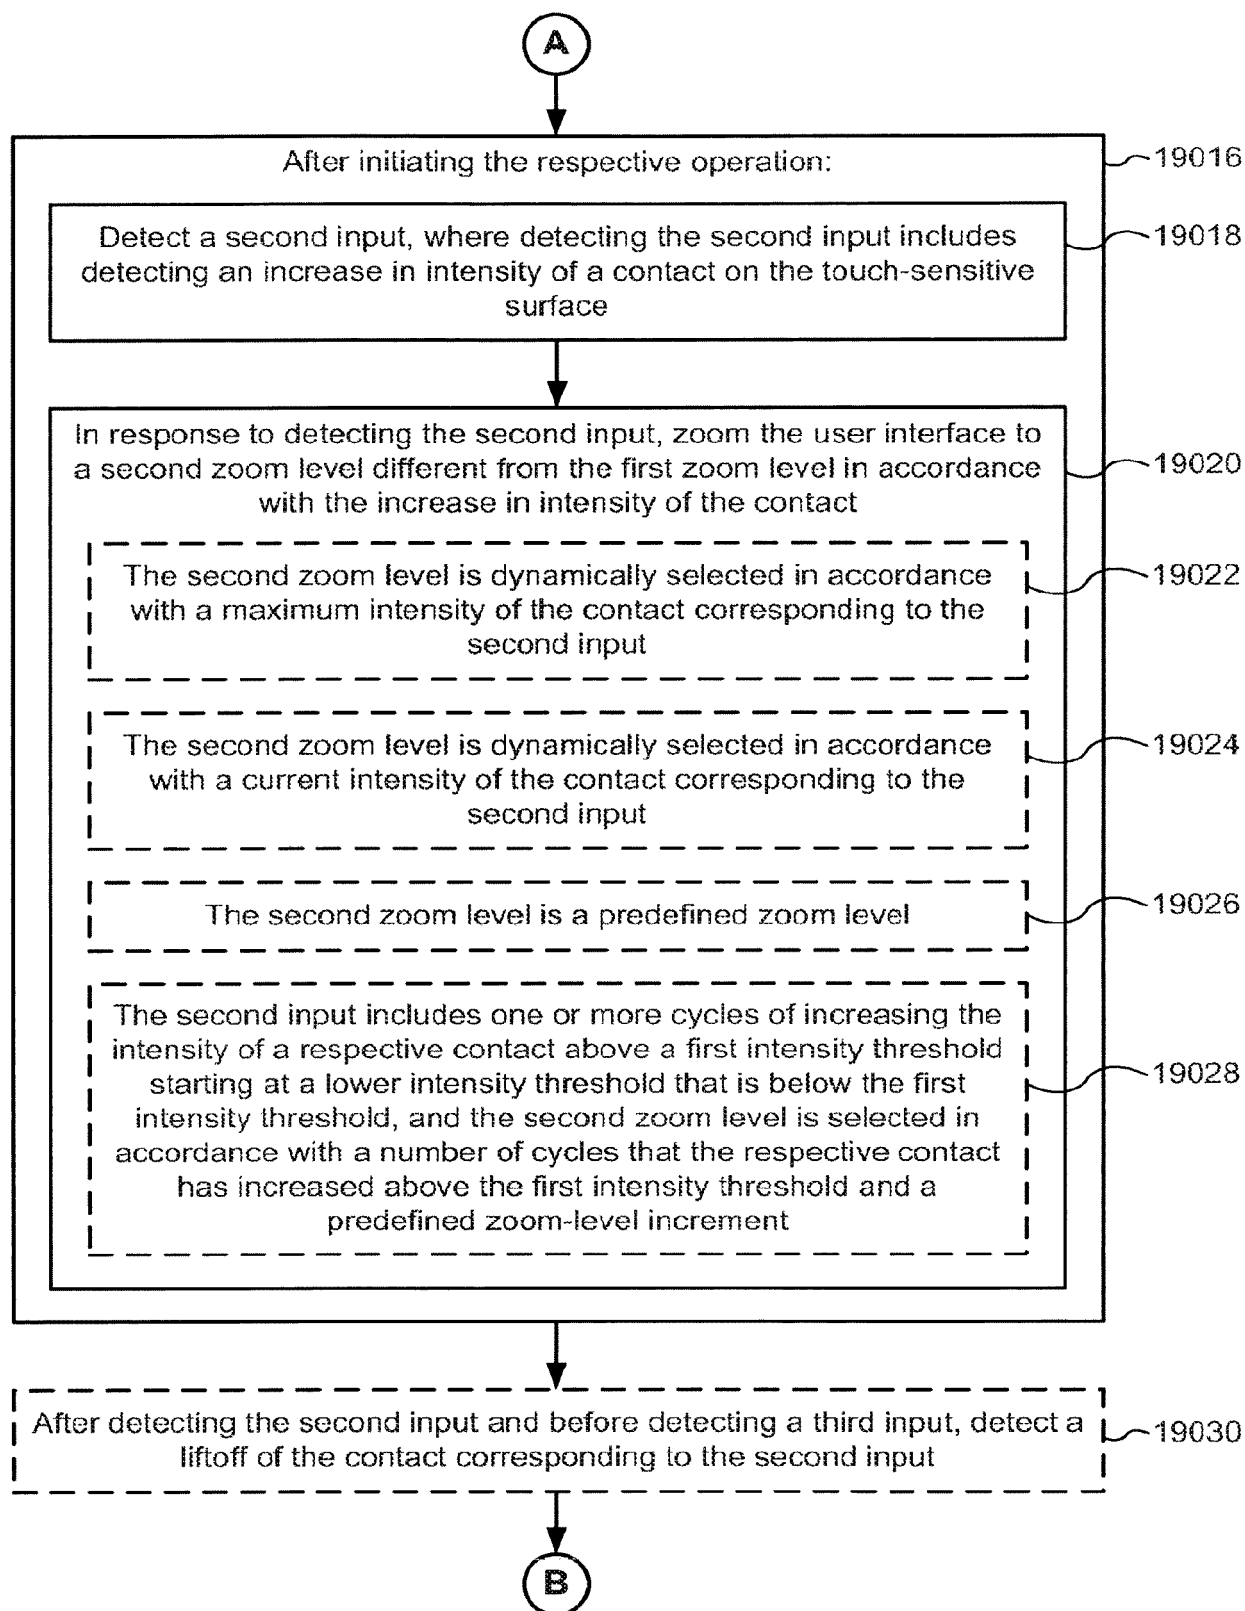 A
After initiating the respective operation:
19016
Detect a second input, where detecting the second input includes
detecting an increase in intensity of a contact on the touch-sensitive
surface
19018
In response to detecting the second input, zoom the user interface to
a second zoom level different from the first zoom level in accordance
with the increase in intensity of the contact
19020
The second zoom level is dynamically selected in accordance
with a maximum intensity of the contact corresponding to the
second input
19022
The second zoom level is dynamically selected in accordance
with a current intensity of the contact corresponding to the
second input
19024
The second zoom level is a predefined zoom level
19026
The second input includes one or more cycles of increasing the
intensity of a respective contact above a first intensity threshold
starting at a lower intensity threshold that is below the first
intensity threshold, and the second zoom level is selected in
accordance with a number of cycles that the respective contact
has increased above the first intensity threshold and a
predefined zoom-level increment
19028
After detecting the second input and before detecting a third input, detect a
liftoff of the contact corresponding to the second input
19030
B